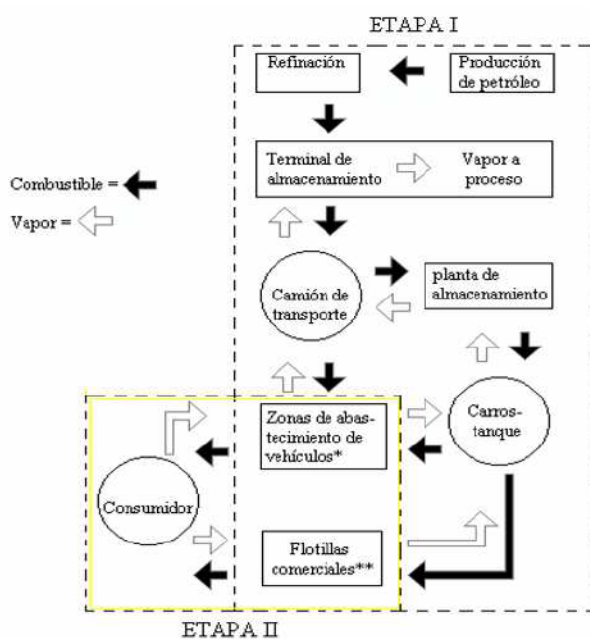 ETAPA I
Refinación
Producción
de petróleo
Terminal de
almacenamiento
Vapor a
proceso
Combustible =
Vapor =
Camión de
transporte
planta de
almacenamiento
Zonas de abas-
tecimiento de
vehículos*
Carros-
tanque
Consumidor
Flotillas
comerciales**
ETAPA II